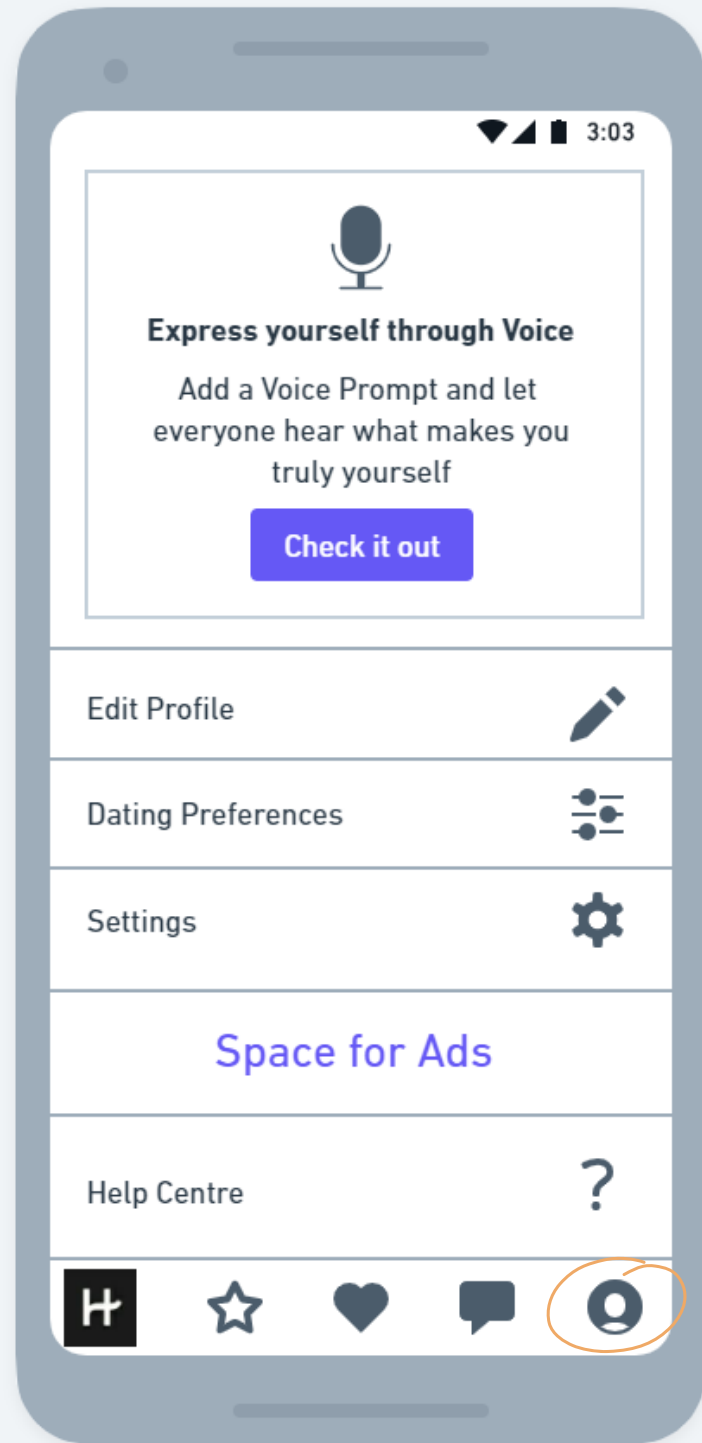 3:03
Express yourself through Voice
Add a Voice Prompt and let
everyone hear what makes you
truly yourself
Check it out
Edit Profile
Dating Preferences
Settings
Space for Ads
Help Centre
?
H